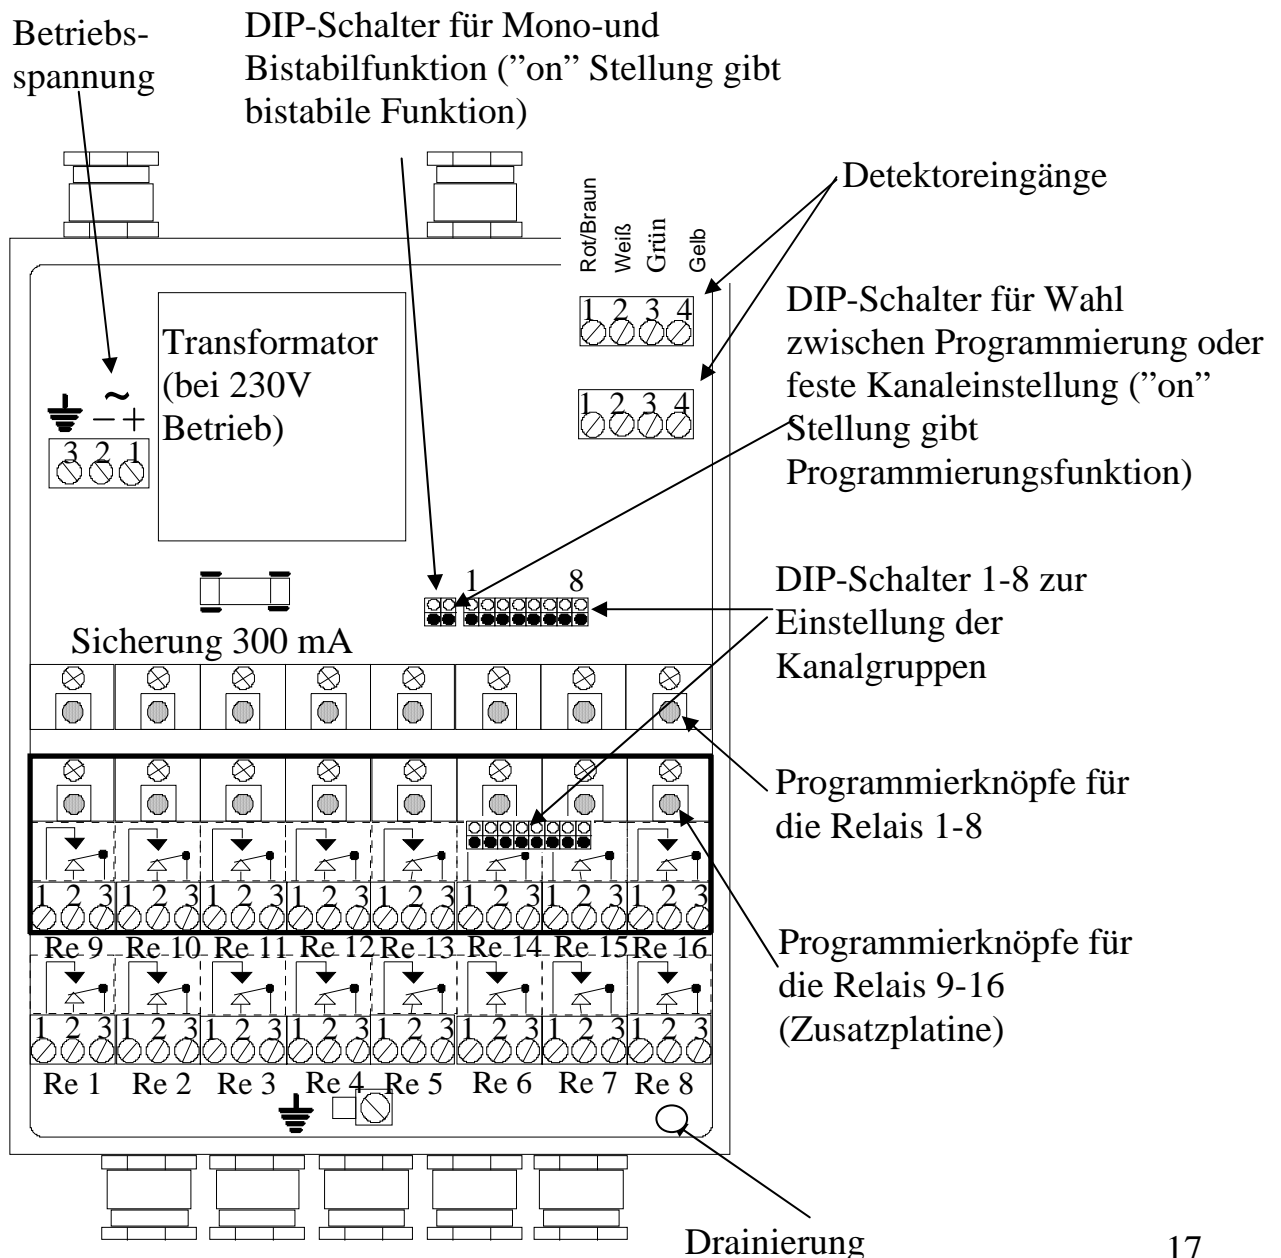 Betriebs-
spannung
DIP-Schalter für Mono-und
Bistabilfunktion (”on” Stellung gibt
bistabile Funktion)
Detektoreingänge
Rot/Braun
Weiß
Grün
Gelb
1 2 3 4
DIP-Schalter für Wahl
zwischen Programmierung oder
feste Kanaleinstellung (”on”
Stellung gibt
Programmierungsfunktion)
Transformator
(bei 230V
Betrieb)
1 2 3 4
~
− +
3 2 1
1 8
DIP-Schalter 1-8 zur
Einstellung der
Kanalgruppen
Sicherung 300 mA
Programmierknöpfe für
die Relais 1-8
1 2 3 1 2 3 1 2 3 1 2 3 1 2 3 1 2 3 1 2 3 1 2 3
Re 9 Re 10 Re 11 Re 12 Re 13 Re 14 Re 15 Re 16
Programmierknöpfe für
die Relais 9-16
(Zusatzplatine)
1 2 3 1 2 3 1 2 3 1 2 3 1 2 3 1 2 3 1 2 3 1 2 3
Re 1 Re 2 Re 3 Re 4 Re 5 Re 6 Re 7 Re 8
Drainierung
17